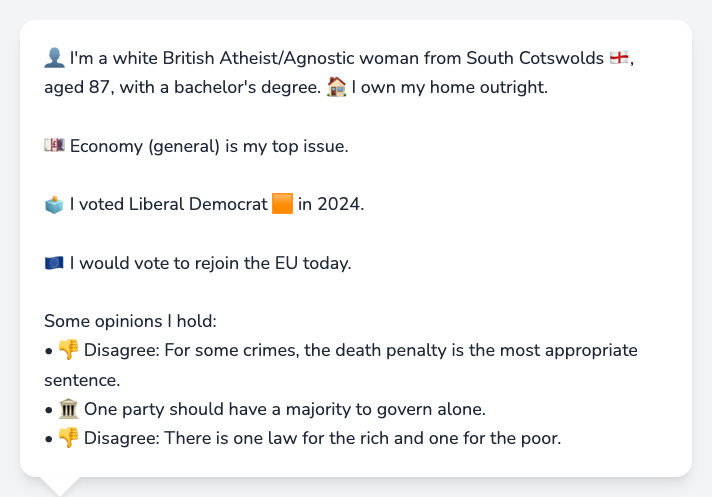 👤 I'm a white British Atheist/Agnostic woman from South Cotswolds 🏴󠁧󠁢󠁥󠁮󠁧󠁿,
aged 87, with a bachelor's degree. 🏠 I own my home outright.
💷 Economy (general) is my top issue.
🗳️ I voted Liberal Democrat 🟧 in 2024.
🇪🇺 I would vote to rejoin the EU today.
Some opinions I hold:
• 👎 Disagree: For some crimes, the death penalty is the most appropriate
sentence.
• 🏛️ One party should have a majority to govern alone.
• 👎 Disagree: There is one law for the rich and one for the poor.